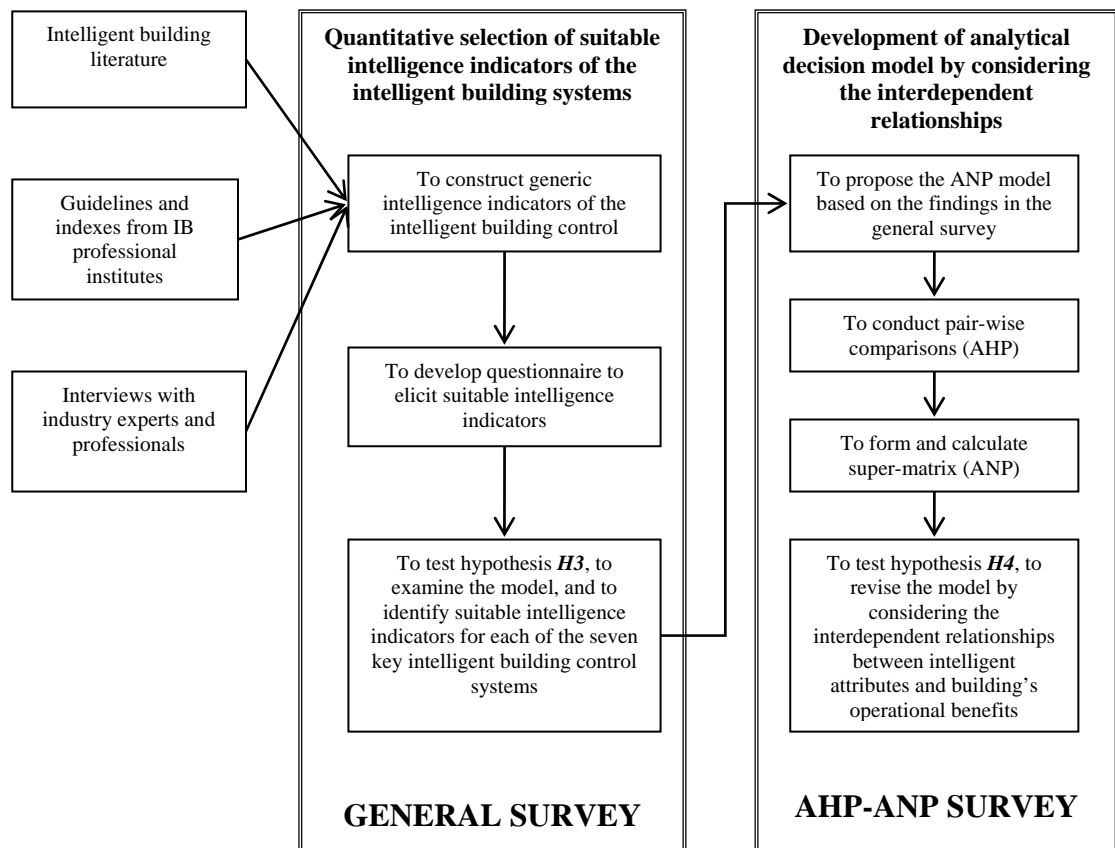 Intelligent building
literature
Guidelines and
indexes from IB
professional
institutes
Interviews with
industry experts and
professionals
Quantitative selection of suitable
intelligence indicators of the
intelligent building systems
To construct generic
intelligence indicators of the
intelligent building control
To develop questionnaire to
elicit suitable intelligence
indicators
To test hypothesis H3, to
examine the model, and to
identify suitable intelligence
indicators for each of the seven
key intelligent building control
systems
GENERAL SURVEY
Development of analytical
decision model by considering
the interdependent
relationships
To propose the ANP model
based on the findings in the
general survey
To conduct pair-wise
comparisons (AHP)
To form and calculate
super-matrix (ANP)
To test hypothesis H4, to
revise the model by
considering the
interdependent relationships
between intelligent
attributes and building’s
operational benefits
AHP-ANP SURVEY